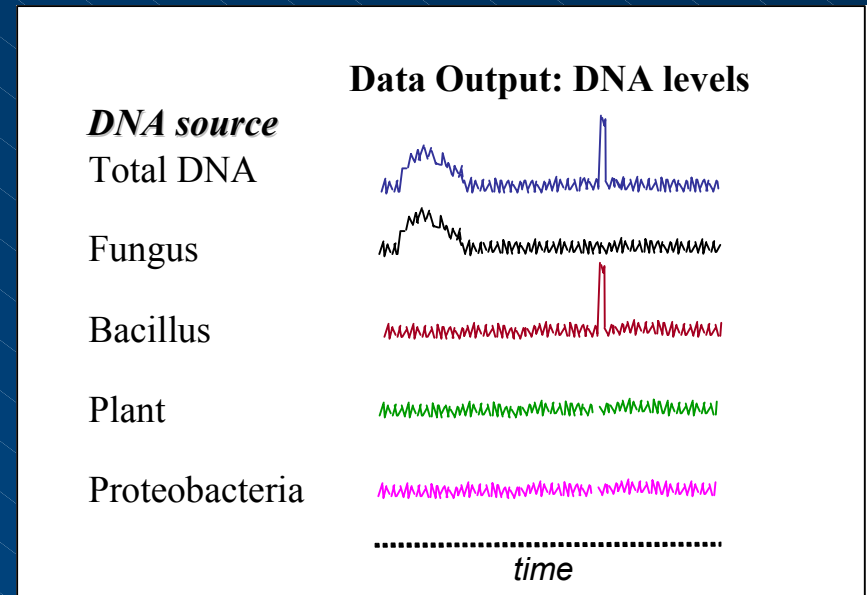 Data Output: DNA levels
DNA source
Total DNA
Fungus
Bacillus
Plant
Proteobacteria
time